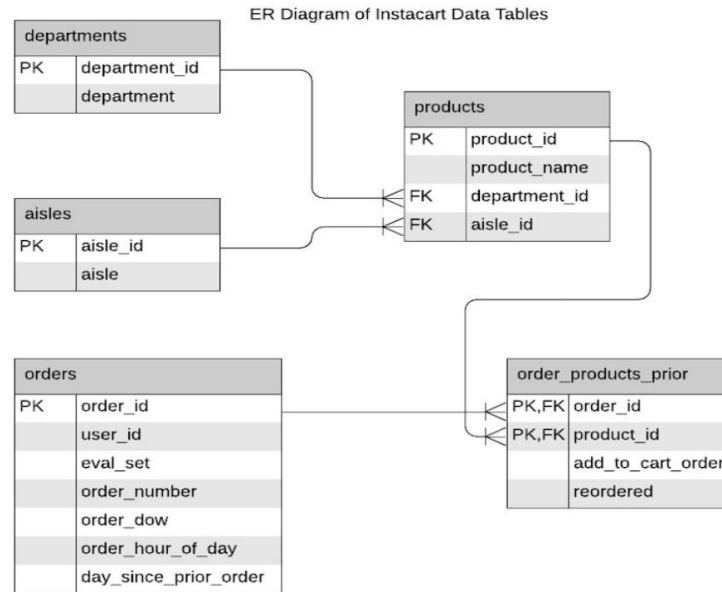 ER Diagram of Instacart Data Tables
departments
PK department_id
department
products
PK product_id
product_name
FK department_id
FK aisle_id
aisles
PK aisle_id
aisle
orders
PK order_id
user_id
eval_set
order_number
order_dow
order_hour_of_day
day_since_prior_order
order_products_prior
PK,FK order_id
PK,FK product_id
add_to_cart_order
reordered